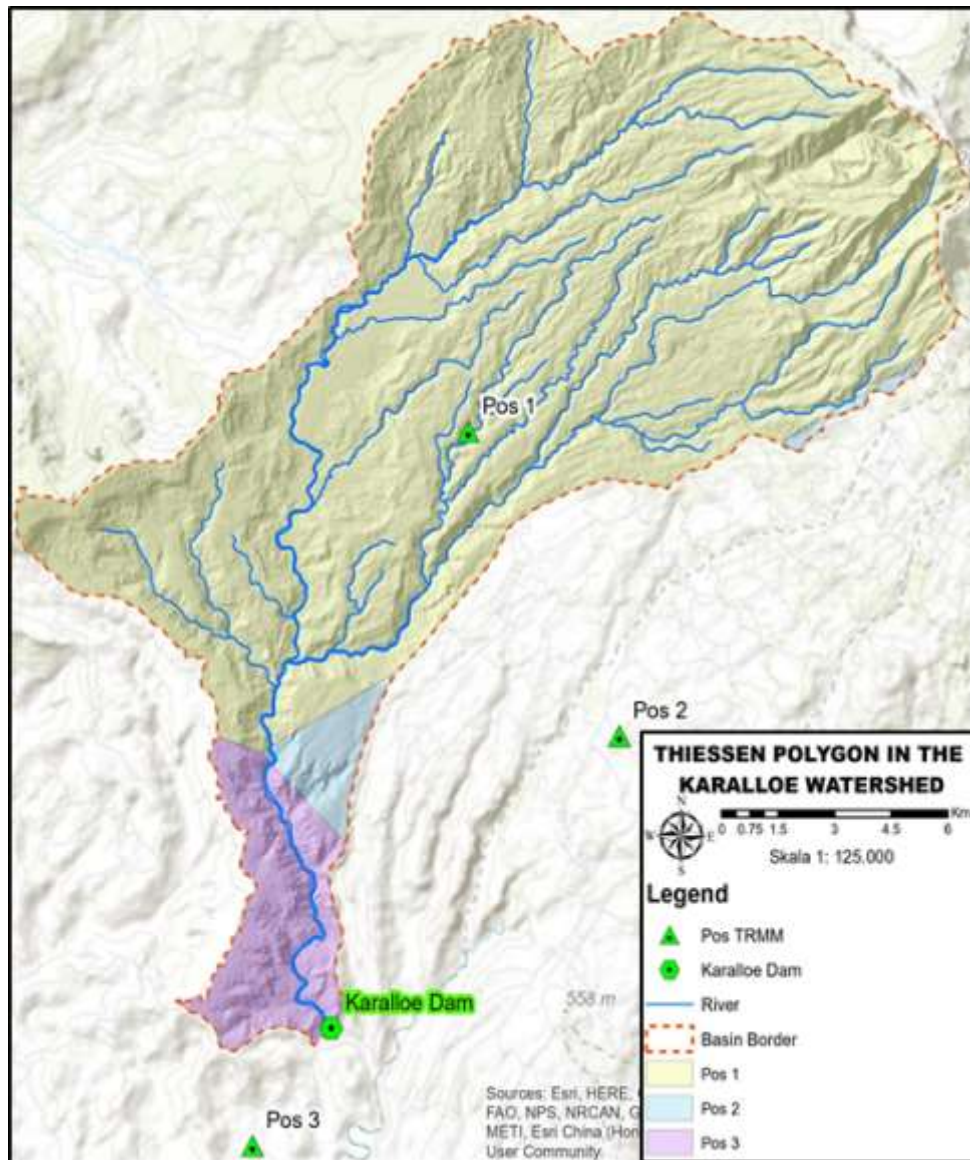 Pos 1
Pos 2
THIESSEN POLYGON IN THE
KARALLOE WATERSHED
N
W E
S
0 0.75 1.5 3 4.5 6
Km
Skala 1: 125.000
Legend
Pos TRMM
Karalloe Dam
River
Basin Border
Pos 1
Pos 2
Pos 3
Karalloe Dam
558 m
Sources: Esri, HERE,
FAO, NPS, NRCAN, G
METI, Esri China (Hon
User Community.
Pos 3